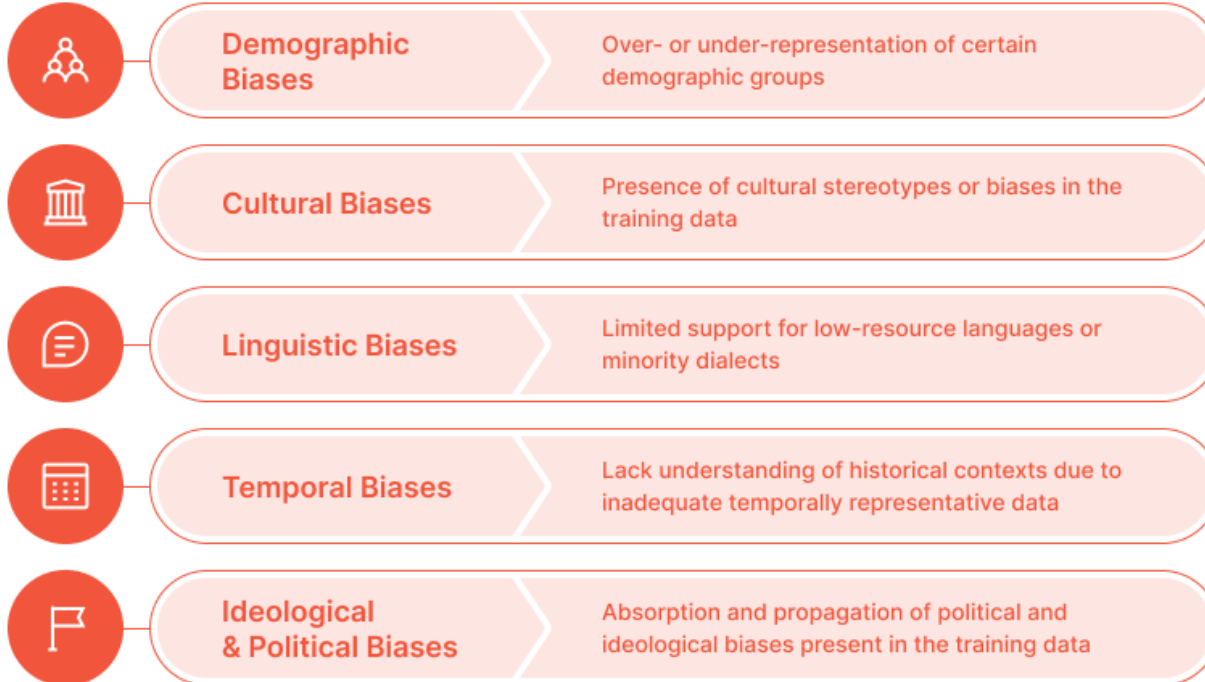 Demographic
Biases
Over- or under-representation of certain
demographic groups
Cultural Biases
Presence of cultural stereotypes or biases in the
training data
Linguistic Biases
Limited support for low-resource languages or
minority dialects
Temporal Biases
Lack understanding of historical contexts due to
inadequate temporally representative data
Ideological
& Political Biases
Absorption and propagation of political and
ideological biases present in the training data